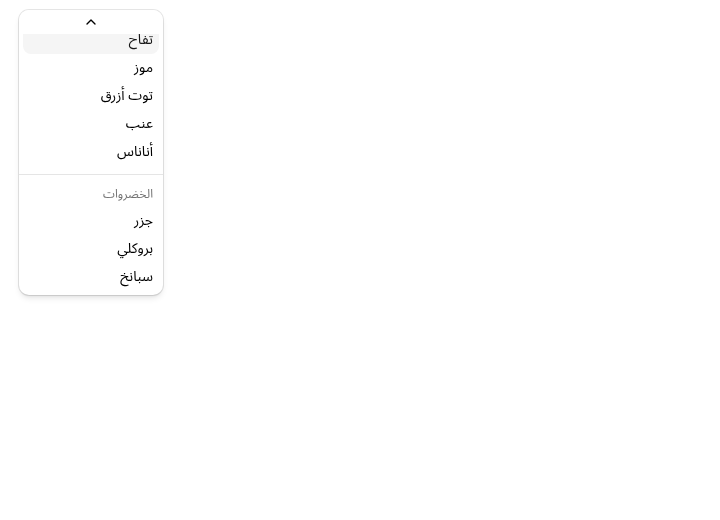 تفاح
موز
توت أزرق
عنب
أناناس
الخضروات
جزر
بروكلي
سبانخ